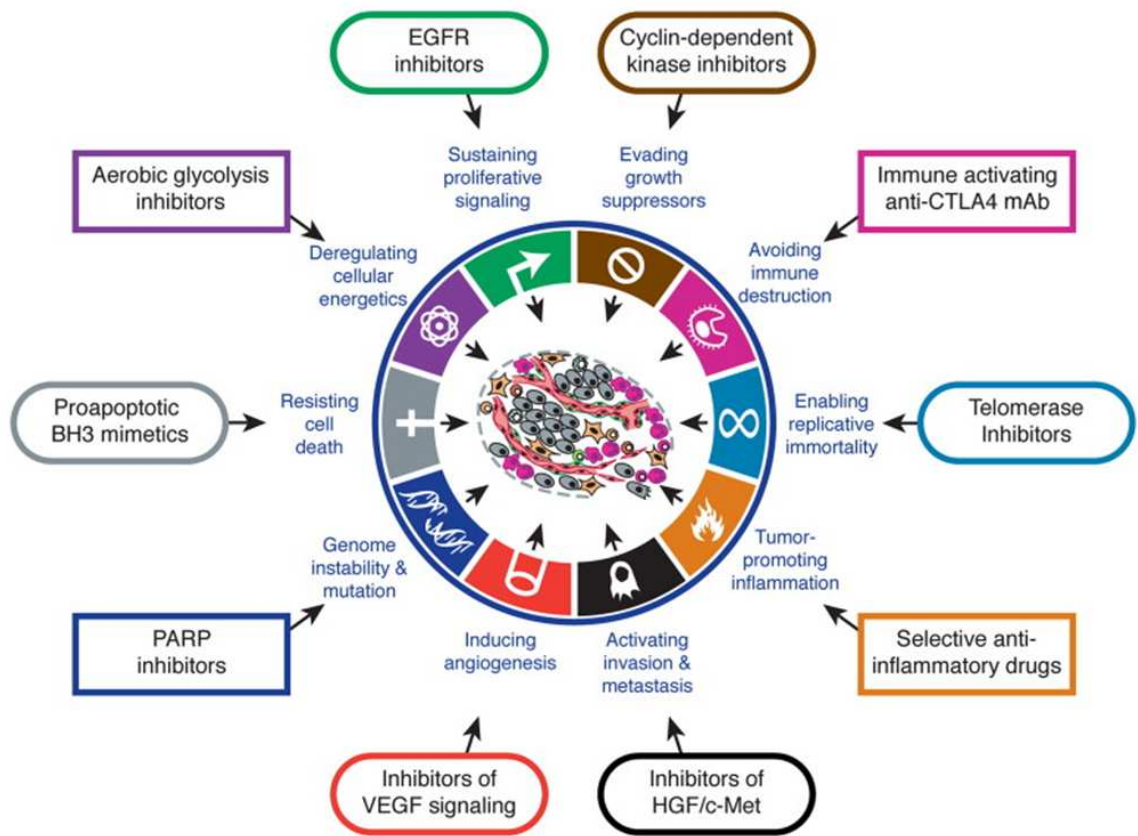 EGFR
inhibitors
Cyclin-dependent
kinase inhibitors
Sustaining
proliferative
signaling
Evading
growth
suppressors
Aerobic glycolysis
inhibitors
Immune activating
anti-CTLA4 mAb
Deregulating
cellular
energetics
Avoiding
immune
destruction
Proapoptotic
BH3 mimetics
Resisting
cell
death
Enabling
replicative
immortality
Telomerase
Inhibitors
Genome
instability &
mutation
Tumor-
promoting
inflammation
PARP
inhibitors
Inducing
angiogenesis
Activating
invasion &
metastasis
Selective anti-
inflammatory drugs
Inhibitors of
VEGF signaling
Inhibitors of
HGF/c-Met